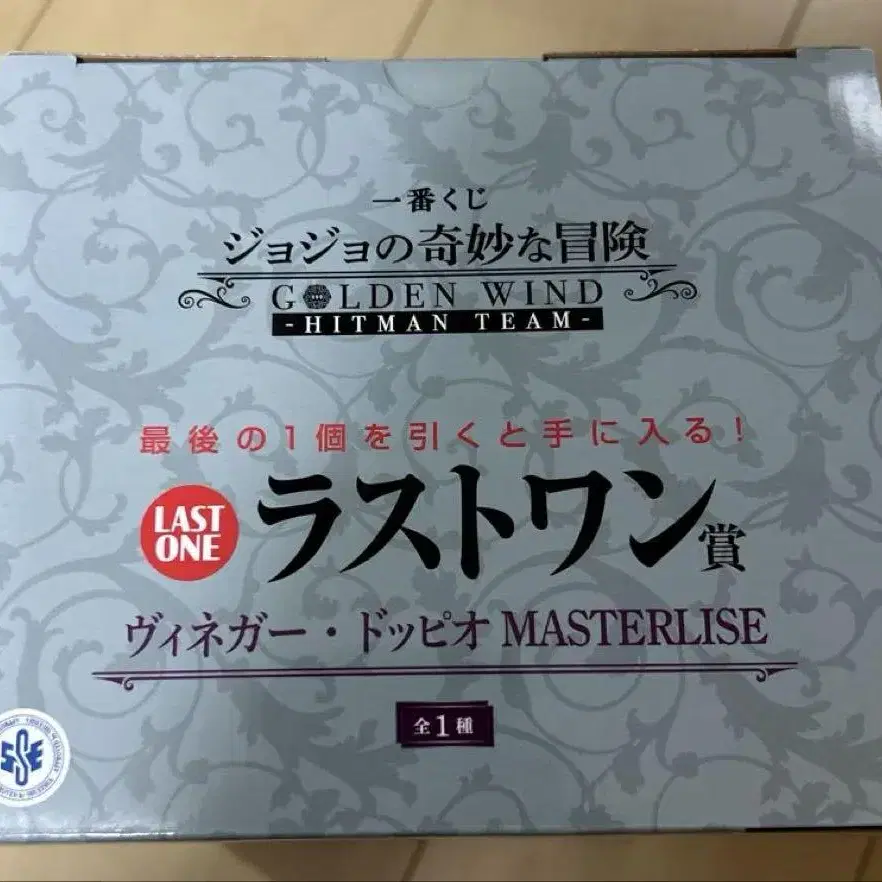 一番くじ
ジョジョの奇妙な冒険
GOLDEN WIND
-HITMAN TEAM-
最後の1個を引くと手に入る!
LAST ONE
ラストワン賞
ヴィネガー・ドッピオ MASTERLISE
全1種